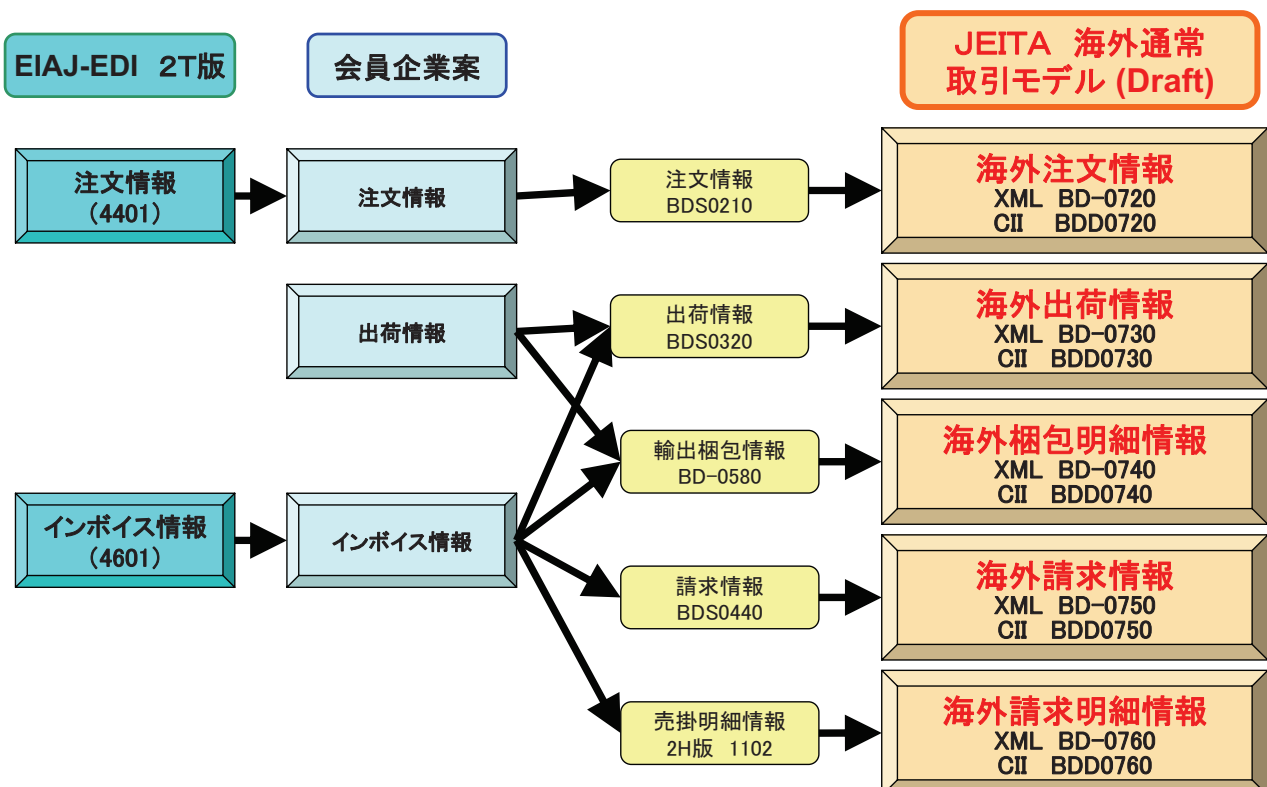 EIAJ-EDI 2T版
会員企業案
JEITA 海外通常
取引モデル (Draft)
注文情報
(4401)
注文情報
注文情報
BDS0210
海外注文情報
XML BD-0720
CII BDD0720
出荷情報
出荷情報
BDS0320
海外出荷情報
XML BD-0730
CII BDD0730
輸出梱包情報
BD-0580
海外梱包明細情報
XML BD-0740
CII BDD0740
インボイス情報
(4601)
インボイス情報
請求情報
BDS0440
海外請求情報
XML BD-0750
CII BDD0750
売掛明細情報
2H版 1102
海外請求明細情報
XML BD-0760
CII BDD0760